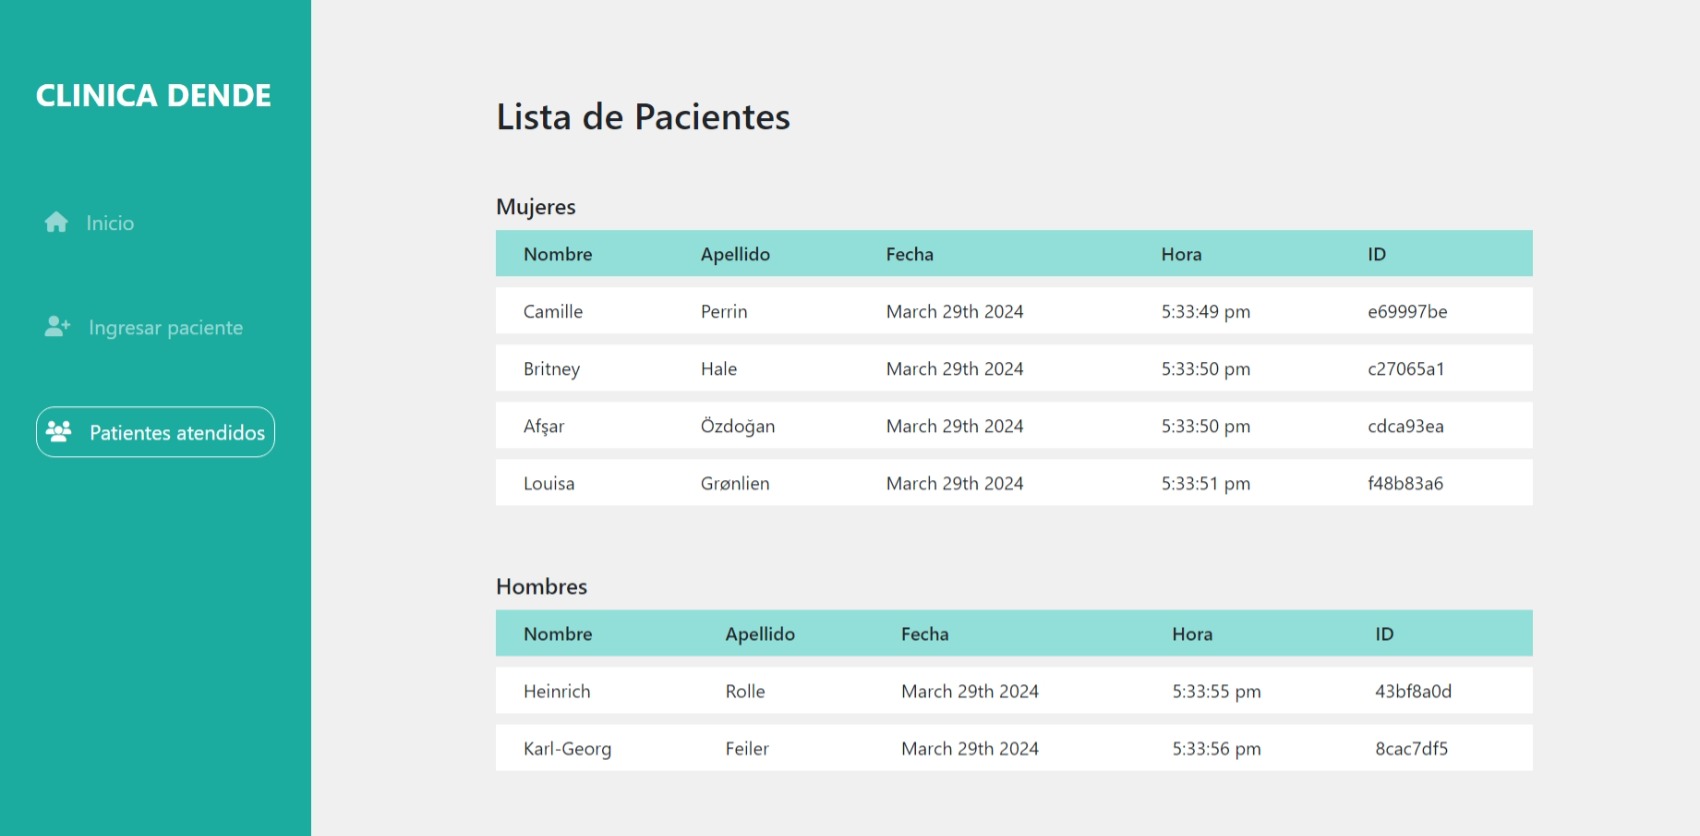 CLINICA DENDE
Inicio
Ingresar paciente
Patientes atendidos
Lista de Pacientes
Mujeres
Nombre Apellido Fecha Hora ID
Camille Perrin March 29th 2024 5:33:49 pm e69997be
Britney Hale March 29th 2024 5:33:50 pm c27065a1
Afşar Özdoğan March 29th 2024 5:33:50 pm cdca93ea
Louisa Grønlien March 29th 2024 5:33:51 pm f48b83a6
Hombres
Nombre Apellido Fecha Hora ID
Heinrich Rolle March 29th 2024 5:33:55 pm 43bf8a0d
Karl-Georg Feiler March 29th 2024 5:33:56 pm 8cac7df5